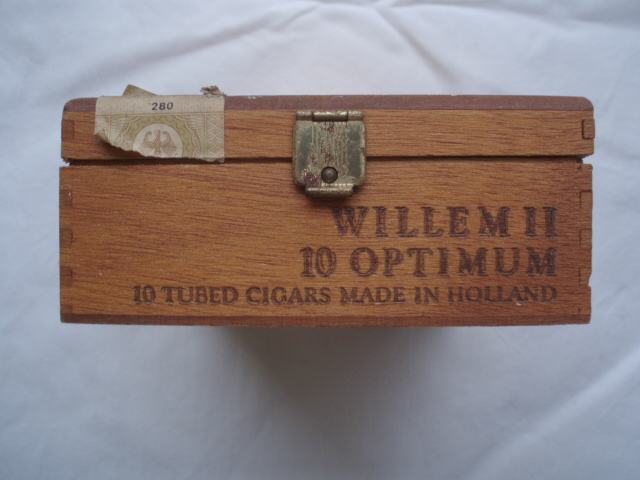 280
WILLEM II
10 OPTIMUM
10 TUBED CIGARS MADE IN HOLLAND